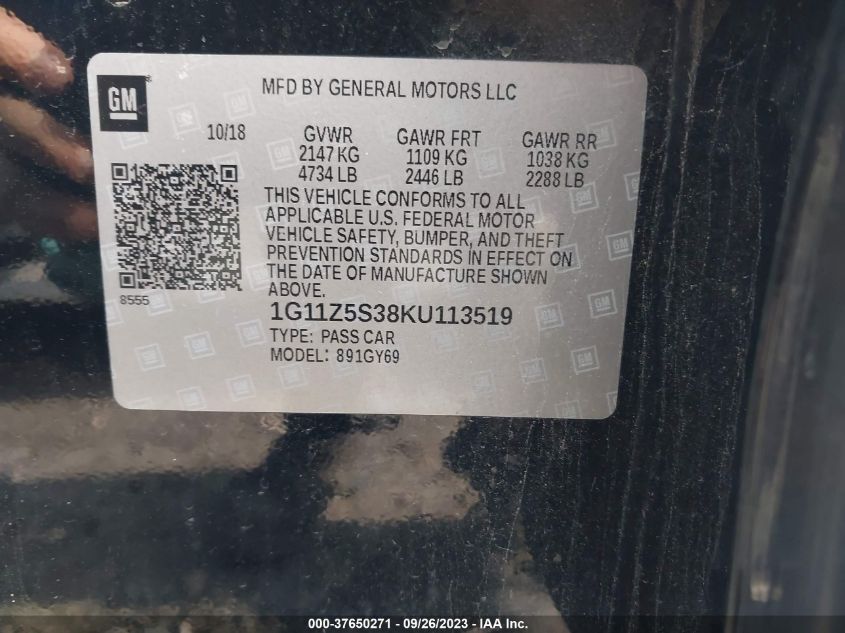 GM
MFD BY GENERAL MOTORS LLC
10/18 GVWR GAWR FRT GAWR RR
2147 KG 1109 KG 1038 KG
4734 LB 2446 LB 2288 LB
THIS VEHICLE CONFORMS TO ALL
APPLICABLE U.S. FEDERAL MOTOR
VEHICLE SAFETY, BUMPER, AND THEFT
PREVENTION STANDARDS IN EFFECT ON
THE DATE OF MANUFACTURE SHOWN
ABOVE.
8555
1G11Z5S38KU113519
TYPE: PASS CAR
MODEL: 891GY69
000-37650271 - 09/26/2023 - IAA Inc.